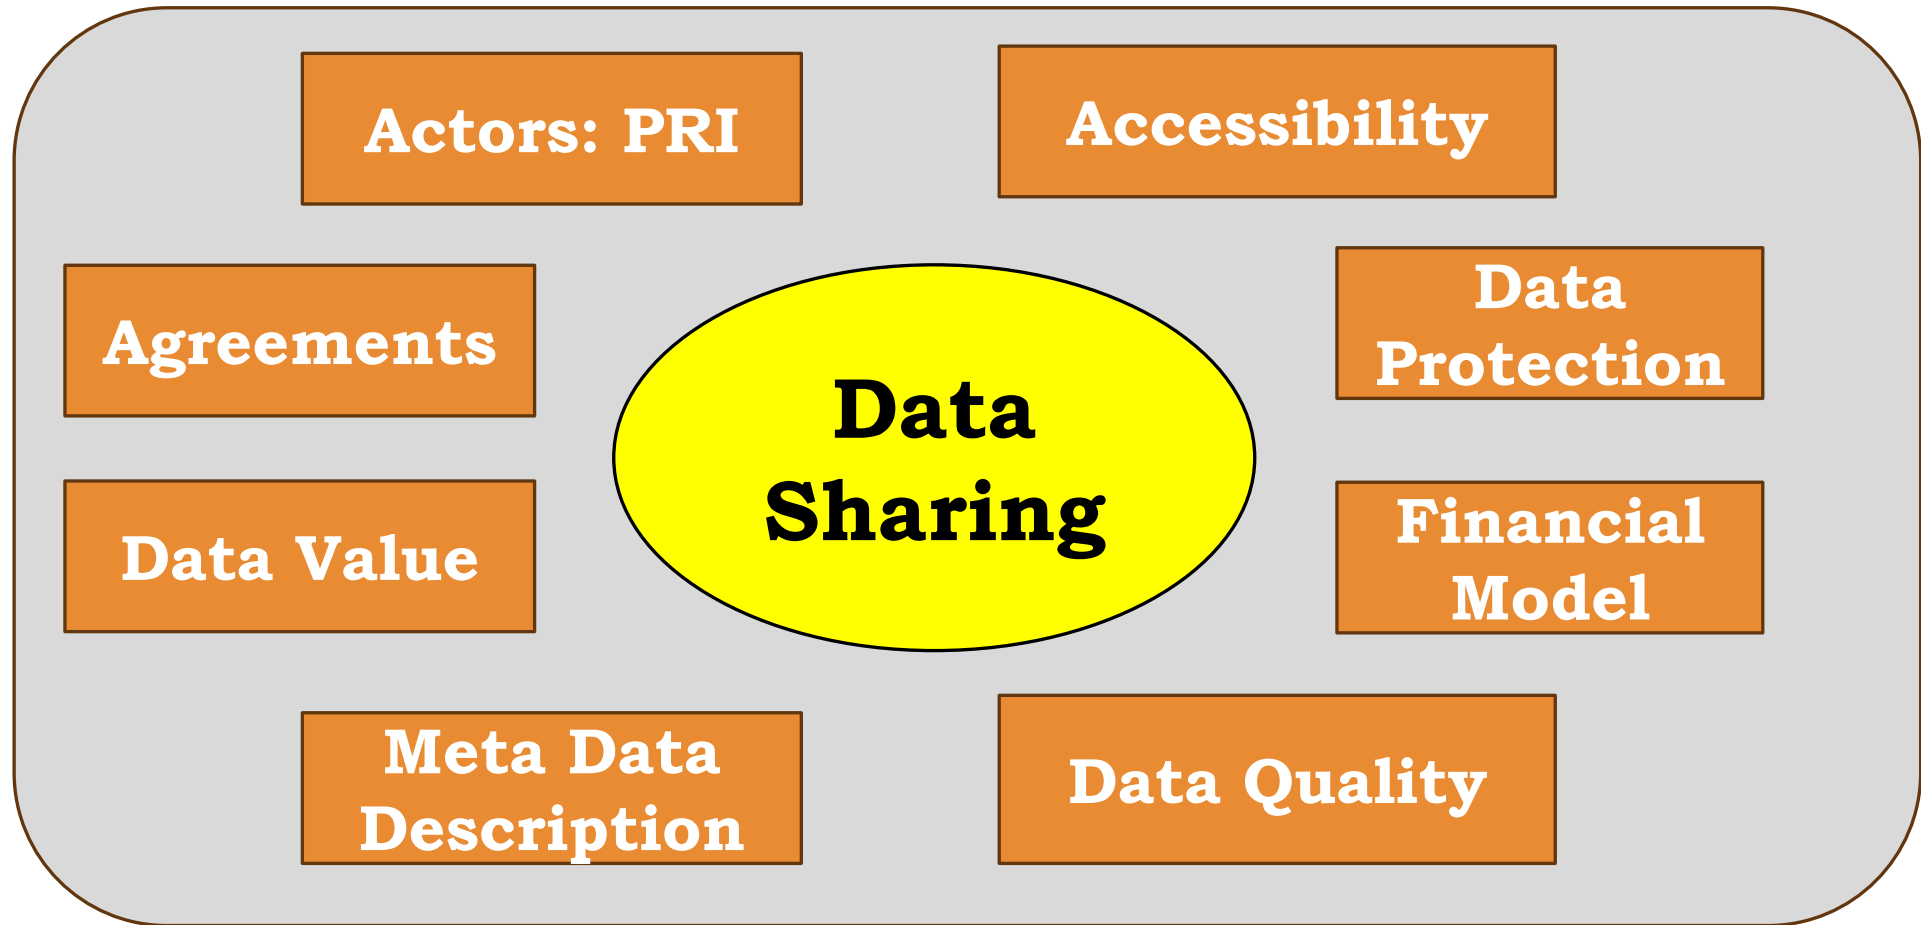 Actors: PRI
Accessibility
Agreements
Data
Protection
Data
Sharing
Data Value
Financial
Model
Meta Data
Description
Data Quality